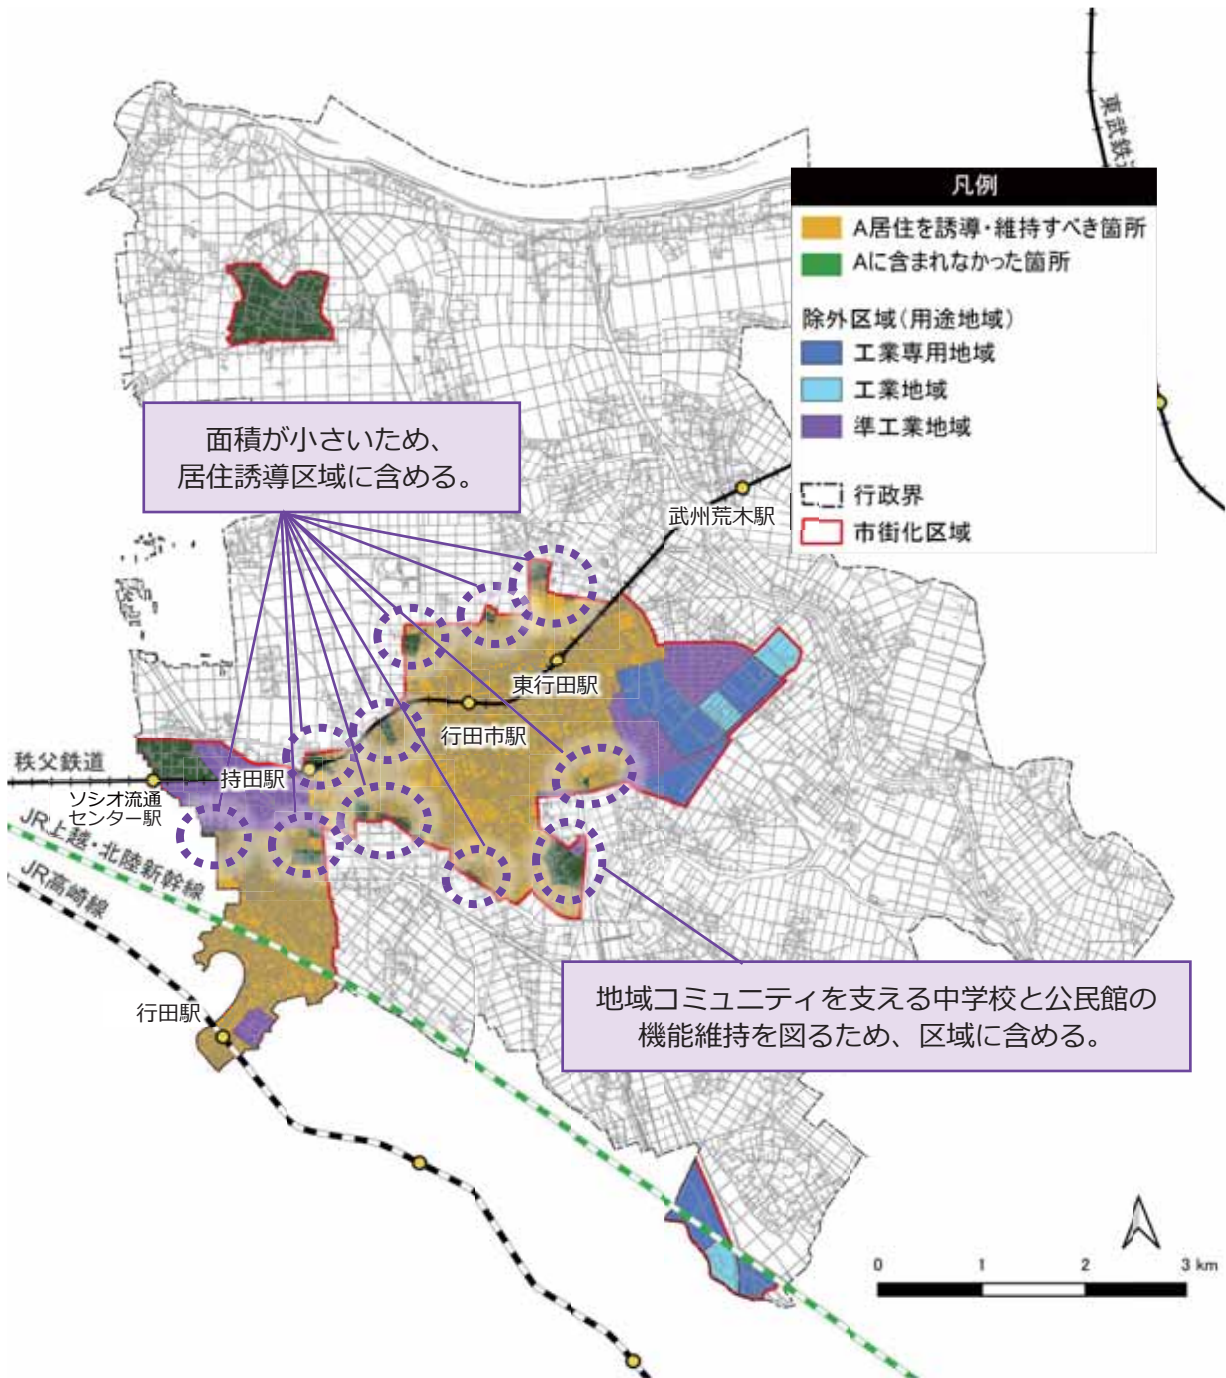 東武鉄道
凡例
A居住を誘導・維持すべき箇所
Aに含まれなかった箇所
除外区域(用途地域)
工業専用地域
工業地域
準工業地域
行政界
市街化区域
面積が小さいため、
居住誘導区域に含める。
武州荒木駅
東行田駅
行田市駅
秩父鉄道
持田駅
ソシオ流通
センター駅
JR上越・北陸新幹線
JR高崎線
行田駅
地域コミュニティを支える中学校と公民館の
機能維持を図るため、区域に含める。
0 1 2 3 km